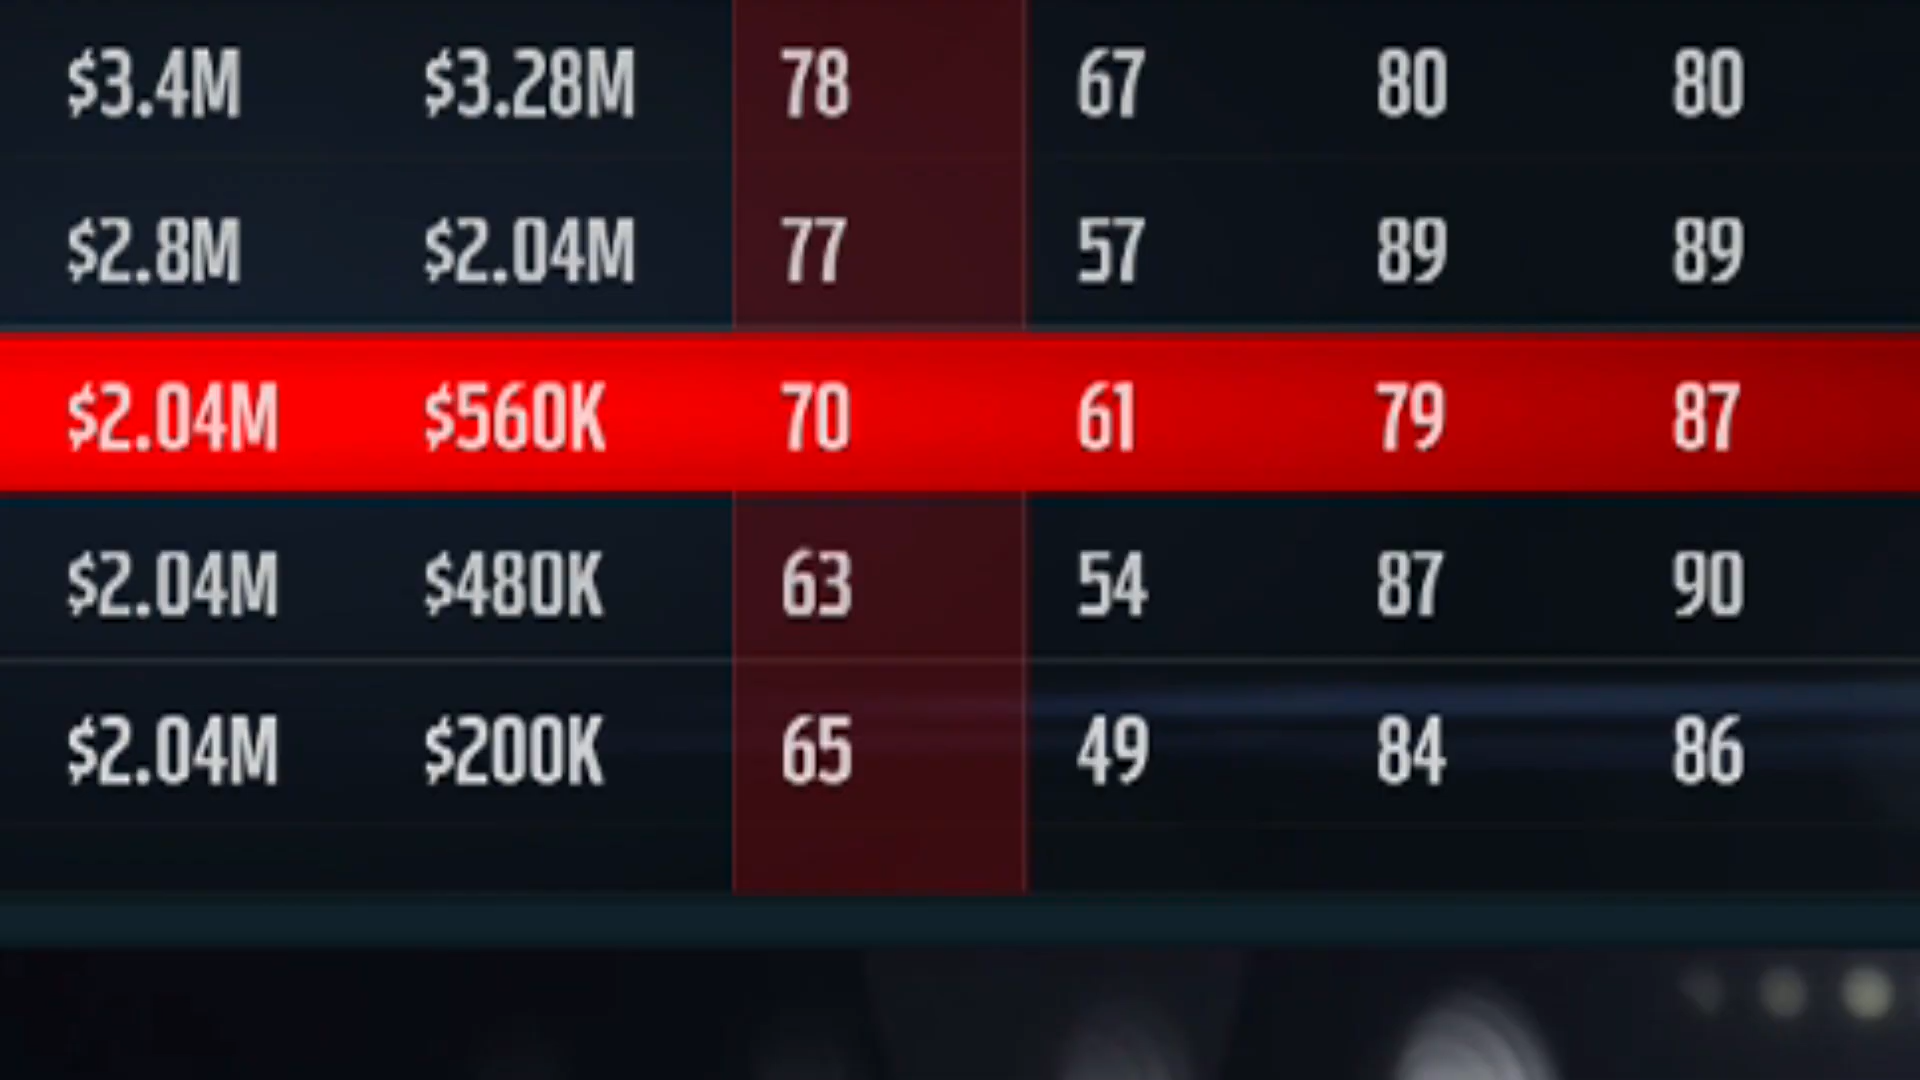 $3.4M $3.28M 78 67 80 80
$2.8M $2.04M 77 57 89 89
$2.04M $560K 70 61 79 87
$2.04M $480K 63 54 87 90
$2.04M $200K 65 49 84 86